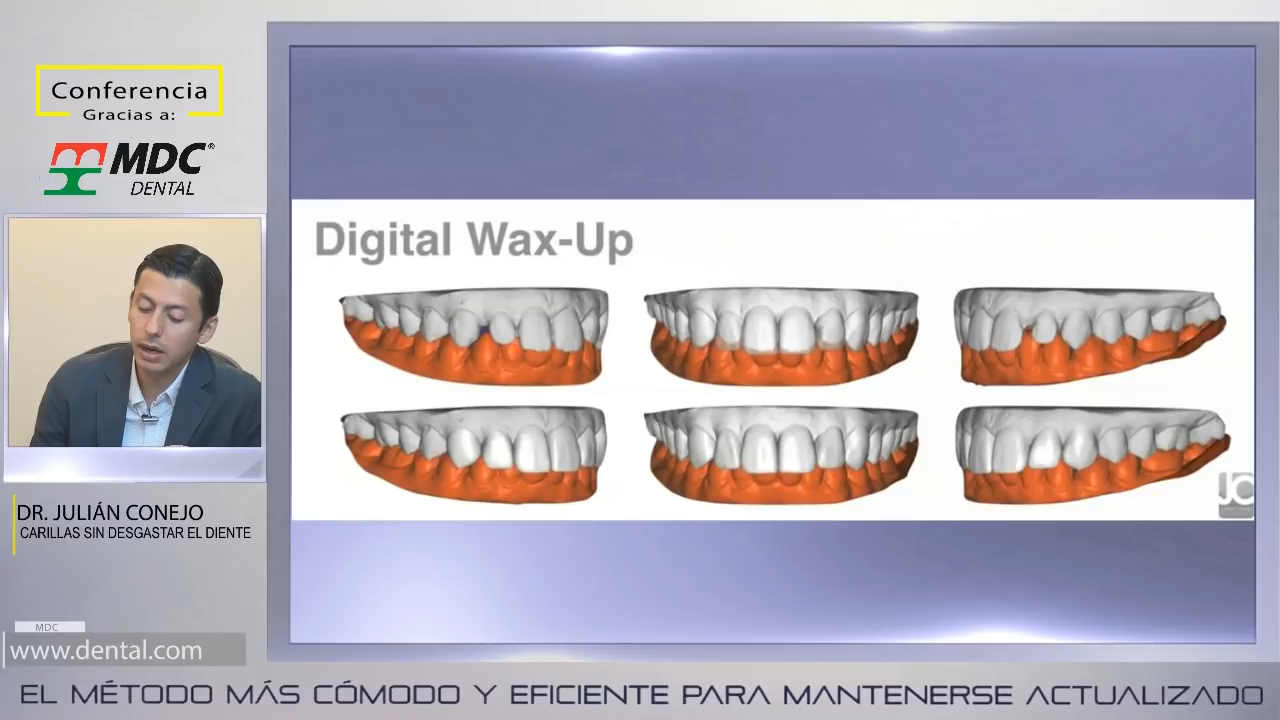 Conferencia
Gracias a:
MDC®
DENTAL
Digital Wax-Up
JC
DR. JULIÁN CONEJO
CARILLAS SIN DESGASTAR EL DIENTE
MDC
www.dental.com
EL MÉTODO MÁS CÓMODO Y EFICIENTE PARA MANTENERSE ACTUALIZADO